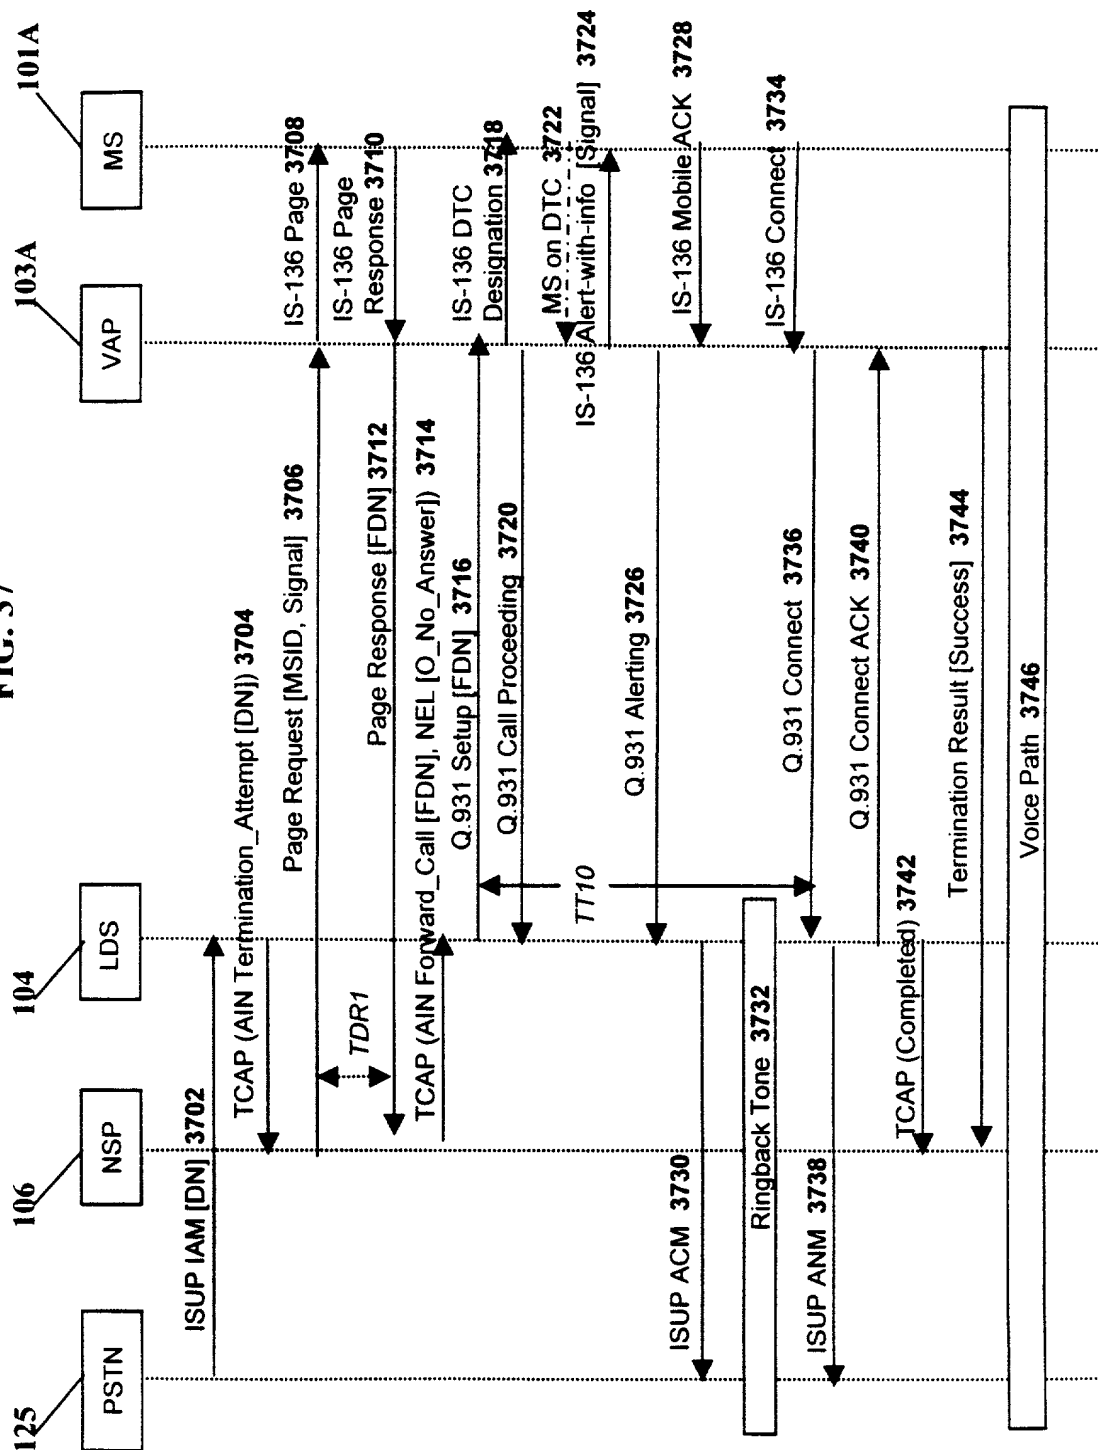 FIG. 37
125
106
104
103A
101A
PSTN
NSP
LDS
VAP
MS
ISUP IAM [DN] 3702
TCAP (AIN Termination_Attempt [DN]) 3704
Page Request [MSID, Signal] 3706
IS-136 Page 3708
IS-136 Page
Response 3710
TDR1
Page Response [FDN] 3712
TCAP (AIN Forward_Call [FDN], NEL [O_No_Answer]) 3714
Q.931 Setup [FDN] 3716
IS-136 DTC
Designation 3718
Q.931 Call Proceeding 3720
MS on DTC 3722
IS-136 Alert-with-info [Signal] 3724
TT10
Q.931 Alerting 3726
IS-136 Mobile ACK 3728
ISUP ACM 3730
Ringback Tone 3732
IS-136 Connect 3734
Q.931 Connect 3736
ISUP ANM 3738
Q.931 Connect ACK 3740
TCAP (Completed) 3742
Termination Result [Success] 3744
Voice Path 3746